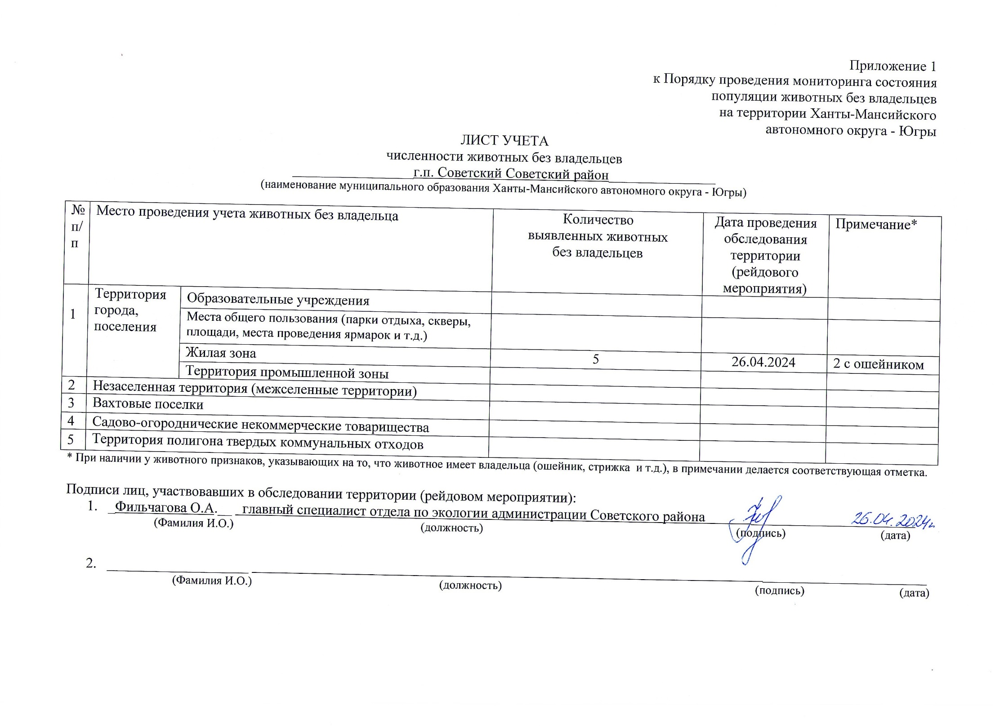 Приложение 1
к Порядку проведения мониторинга состояния
популяции животных без владельцев
на территории Ханты-Мансийского
автономного округа - Югры
ЛИСТ УЧЕТА
численности животных без владельцев
г.п. Советский Советский район
(наименование муниципального образования Ханты-Мансийского автономного округа - Югры)
№ п/п Место проведения учета животных без владельца Количество выявленных животных без владельцев Дата проведения обследования территории (рейдового мероприятия) Примечание*
1 Территория города, поселения
Образовательные учреждения
Места общего пользования (парки отдыха, скверы,
площади, места проведения ярмарок и т.д.)
Жилая зона 5 26.04.2024 2 с ошейником
Территория промышленной зоны
2 Незаселенная территория (межселенные территории)
3 Вахтовые поселки
4 Садово-огороднические некоммерческие товарищества
5 Территория полигона твердых коммунальных отходов
* При наличии у животного признаков, указывающих на то, что животное имеет владельца (ошейник, стрижка и т.д.), в примечании делается соответствующая отметка.
Подписи лиц, участвовавших в обследовании территории (рейдовом мероприятии):
1. Фильчагова О.А. главный специалист отдела по экологии администрации Советского района 26.04.2024г.
(Фамилия И.О.) (должность) (подпись) (дата)
2.
(Фамилия И.О.) (должность) (подпись) (дата)